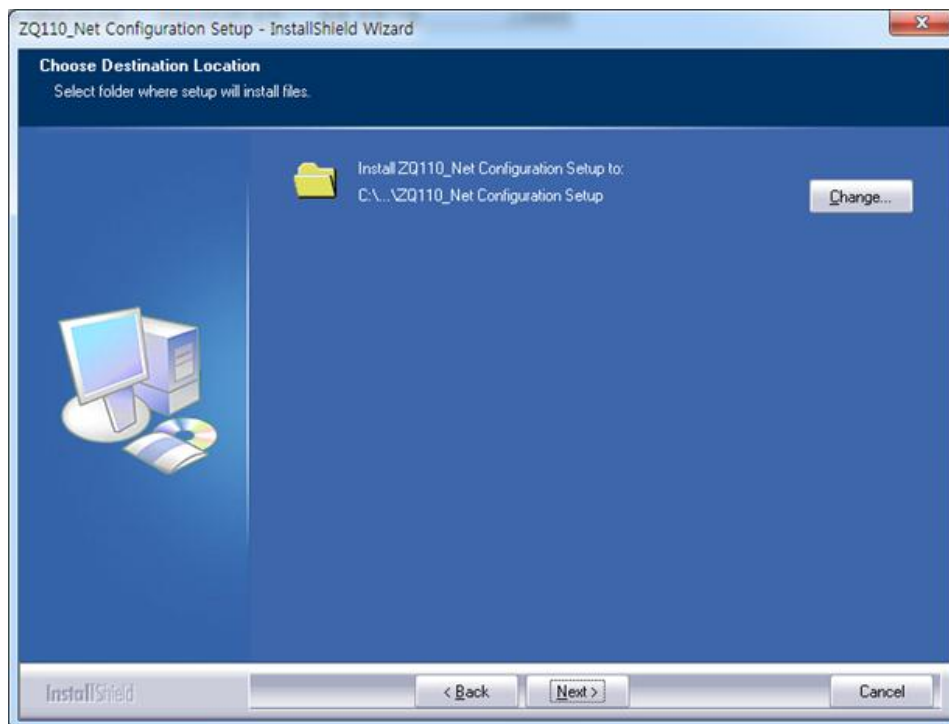 ZQ110_Net Configuration Setup - InstallShield Wizard
Choose Destination Location
Select folder where setup will install files.
Install ZQ110_Net Configuration Setup to:
C:\...\ZQ110_Net Configuration Setup
Change...
InstallShield
< Back
Next >
Cancel